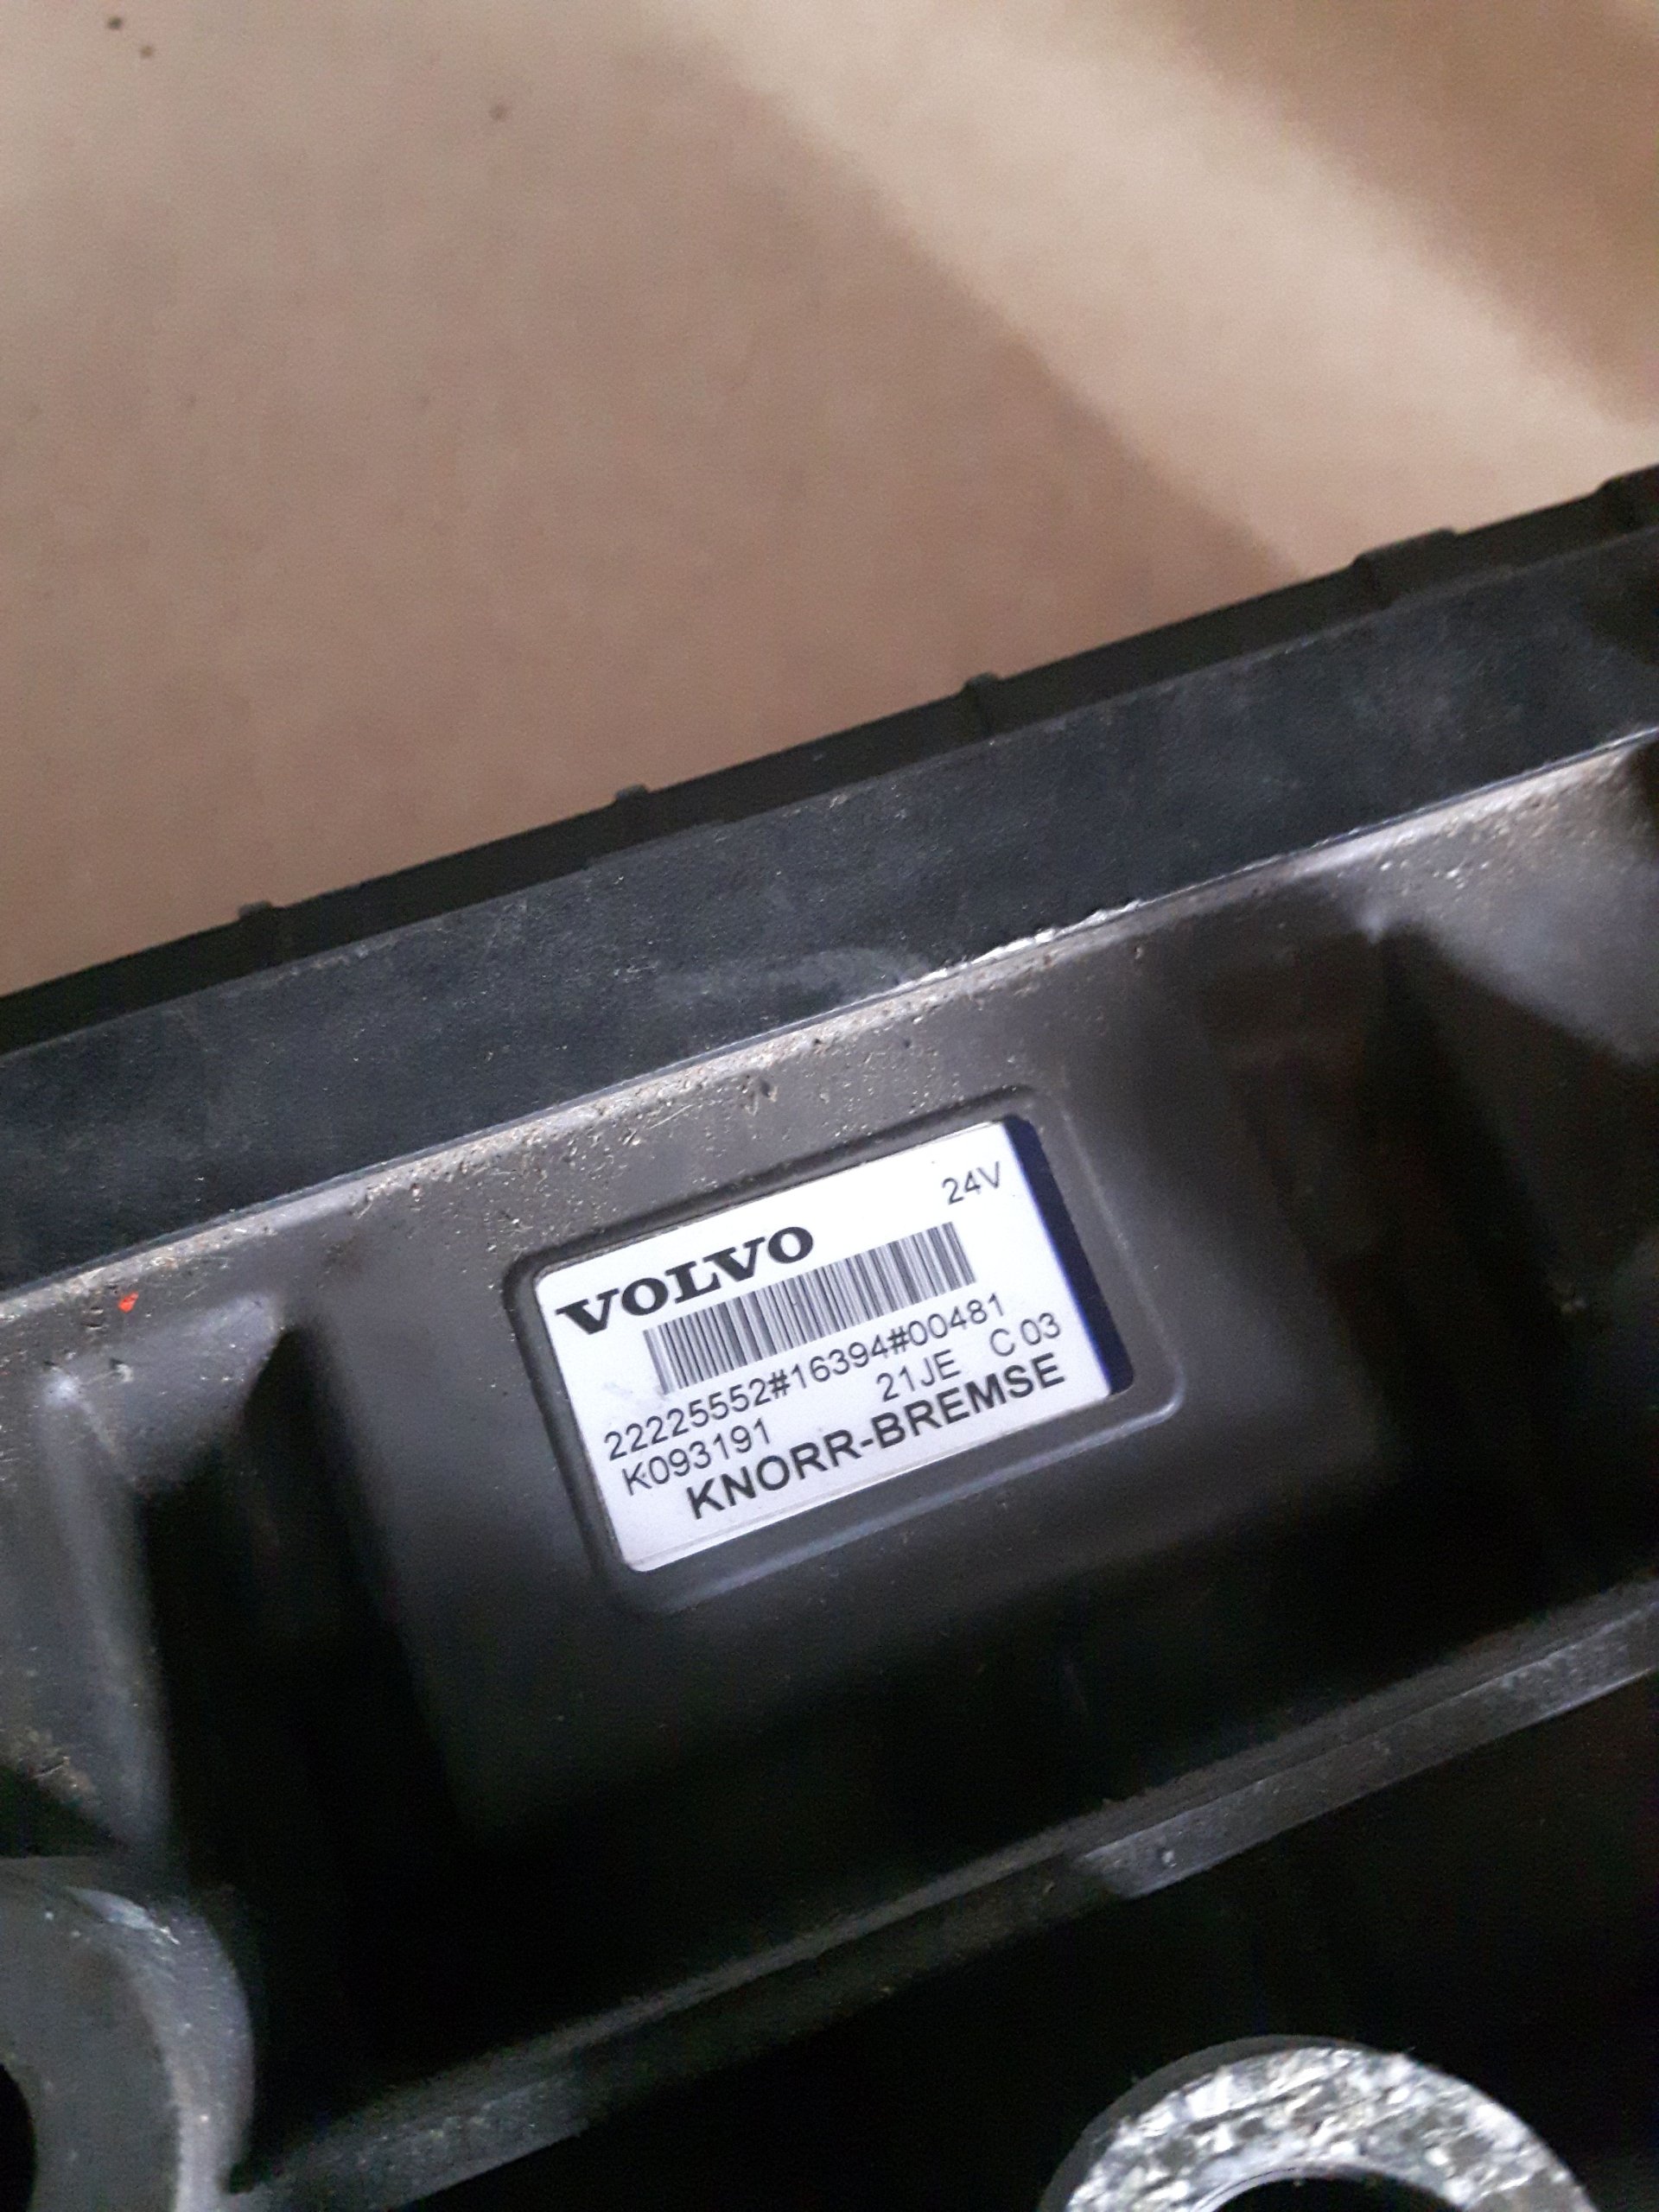 VOLVO 24V
22225552#16394#00481
K093191 21JE C 03
KNORR-BREMSE